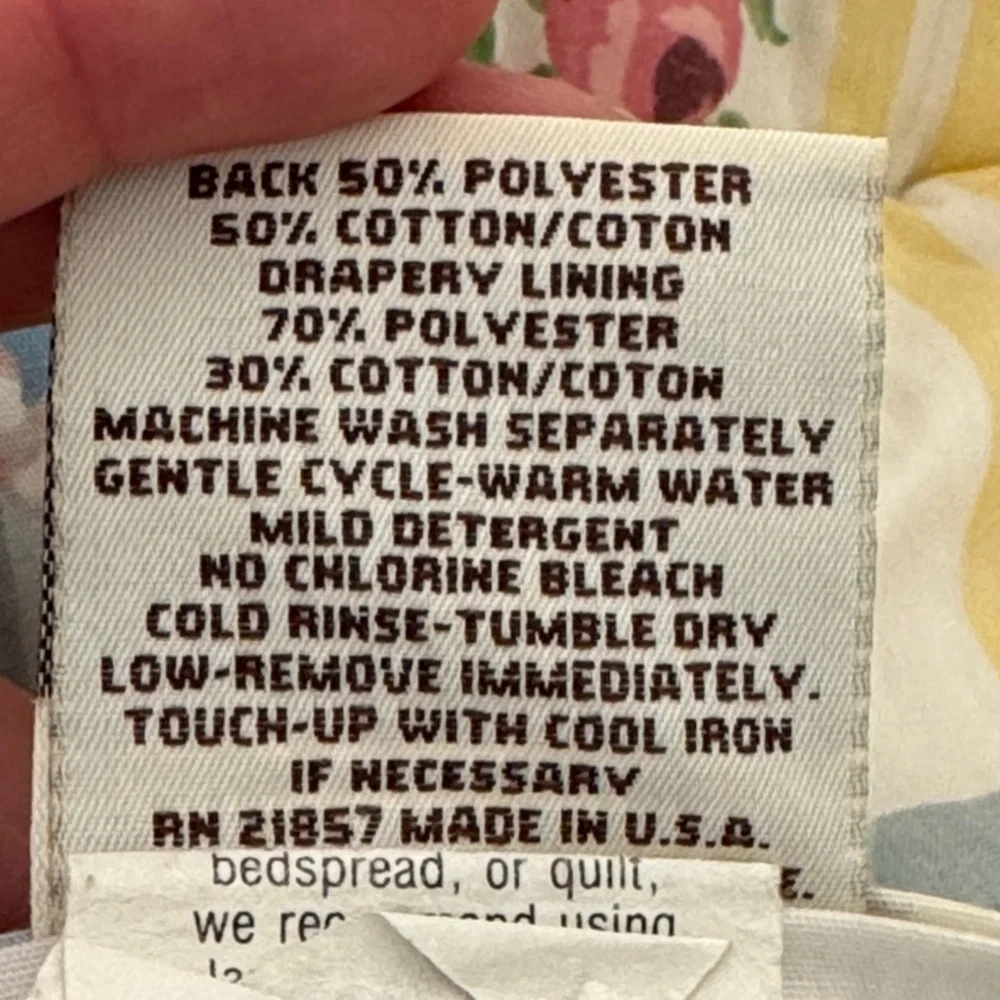 BACK 50% POLYESTER
50% COTTON/COTON
DRAPERY LINING
70% POLYESTER
30% COTTON/COTON
MACHINE WASH SEPARATELY
GENTLE CYCLE-WARM WATER
MILD DETERGENT
NO CHLORINE BLEACH
COLD RINSE-TUMBLE DRY
LOW-REMOVE IMMEDIATELY.
TOUCH-UP WITH COOL IRON
IF NECESSARY
RN 21857 MADE IN U.S.A.
E.
bedspread, or quilt,
we using